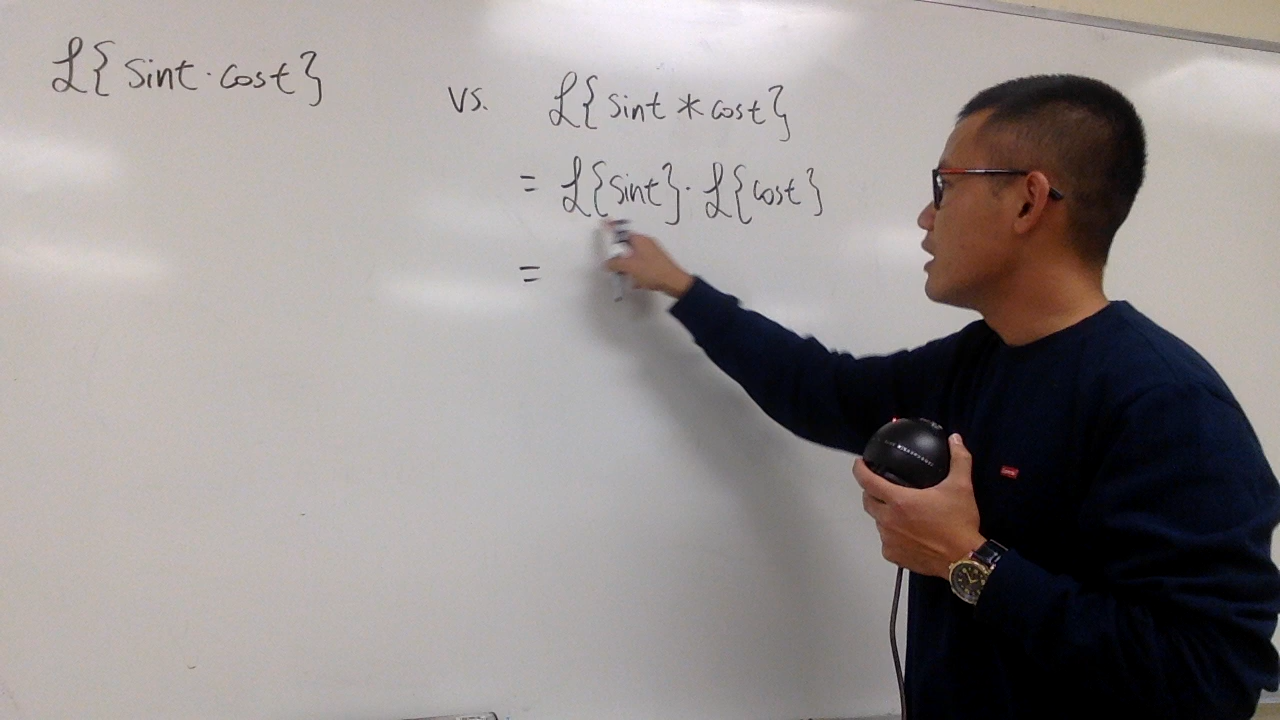 ℒ{sint·cost}
vs.
ℒ{sint * cost}
= ℒ{sint}·ℒ{cost}
=